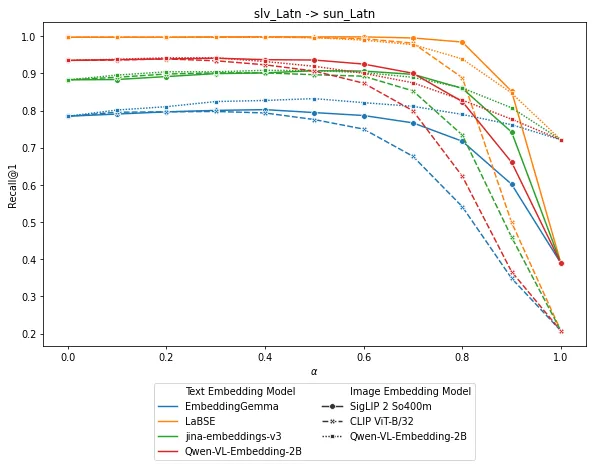 slv_Latn -> sun_Latn
1.0
0.9
0.8
0.7
0.6
0.5
0.4
0.3
0.2
Recall@1
0.0 0.2 0.4 0.6 0.8 1.0
α
Text Embedding Model Image Embedding Model
EmbeddingGemma SigLIP 2 So400m
LaBSE CLIP ViT-B/32
jina-embeddings-v3 Qwen-VL-Embedding-2B
Qwen-VL-Embedding-2B